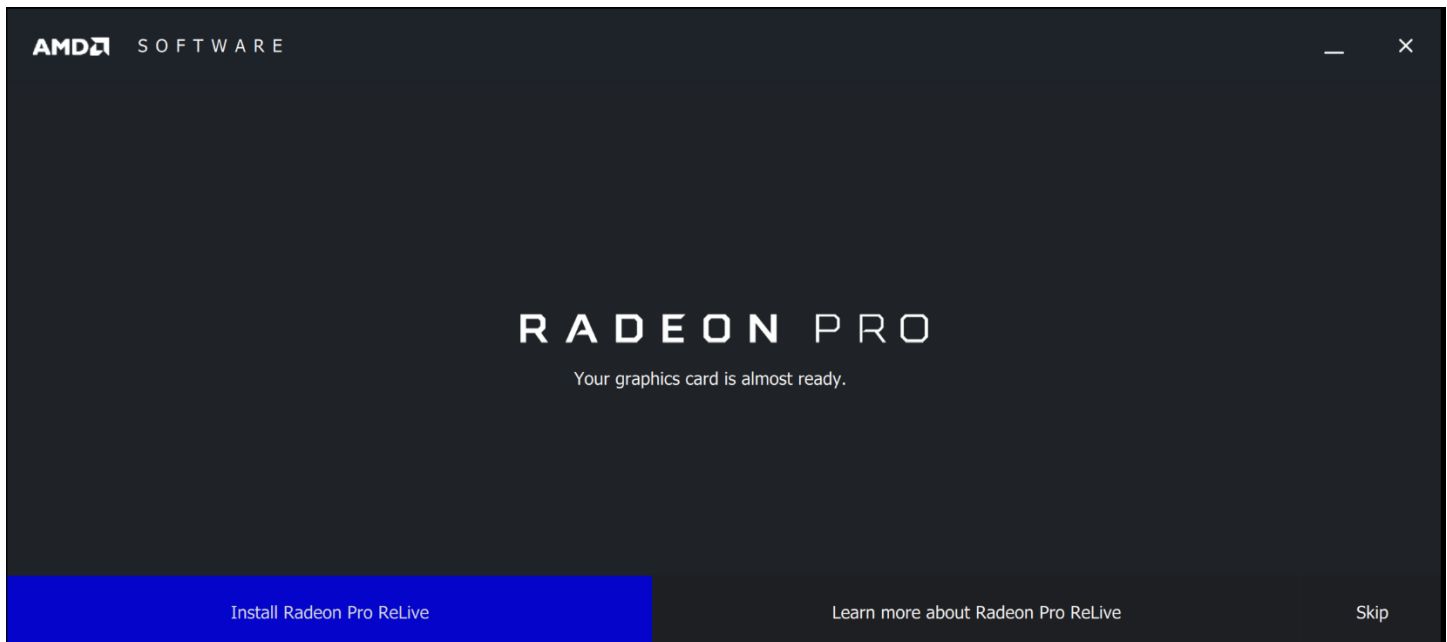 AMD SOFTWARE
RADEON PRO
Your graphics card is almost ready.
Install Radeon Pro ReLive
Learn more about Radeon Pro ReLive
Skip